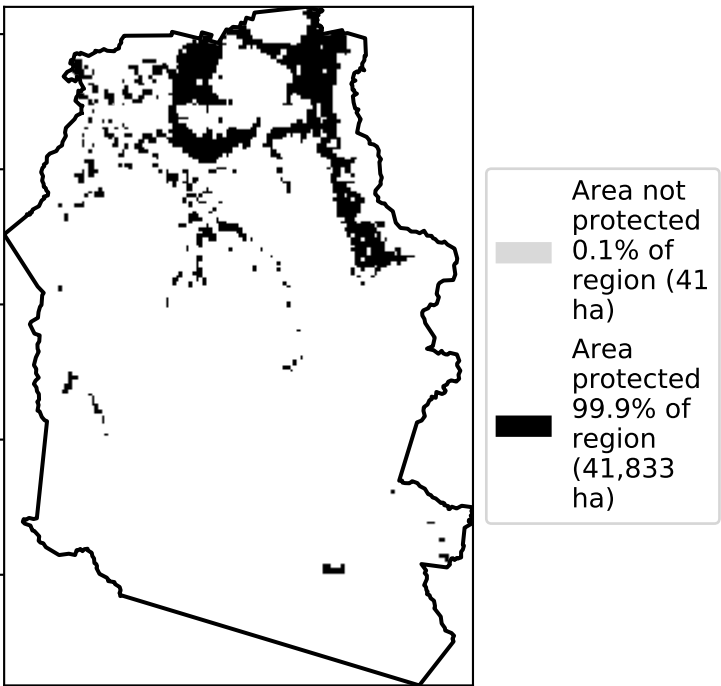 Area not
protected
0.1% of
region (41
ha)
Area
protected
99.9% of
region
(41,833
ha)